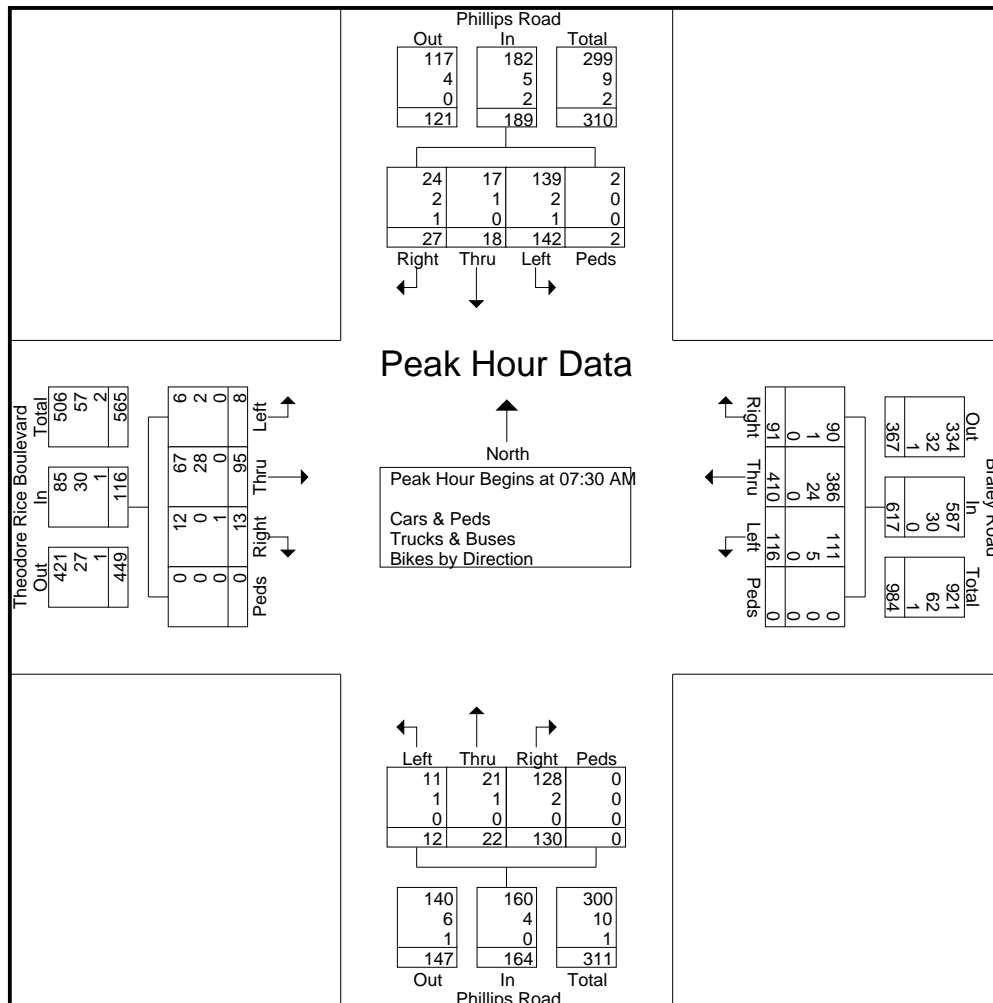 Phillips Road
Out In Total
117 182 299
4 5 9
0 2 2
121 189 310
24 17 139 2
2 1 2 0
1 0 1 0
27 18 142 2
Right Thru Left Peds
Peak Hour Data
North
Peak Hour Begins at 07:30 AM
Cars & Peds
Trucks & Buses
Bikes by Direction
Theodore Rice Boulevard
Out In Total
421 85 506
27 30 57
1 1 2
449 116 565
0 12 67 6
0 0 28 2
0 1 0 0
0 13 95 8
Peds Right Thru Left
Braley Road
Out In Total
334 587 921
32 30 62
1 0 1
367 617 984
90 386 111 0
1 24 5 0
0 0 0 0
91 410 116 0
Right Thru Left Peds
Left Thru Right Peds
11 21 128 0
1 1 2 0
0 0 0 0
12 22 130 0
140 160 300
6 4 10
1 0 1
147 164 311
Out In Total
Phillips Road